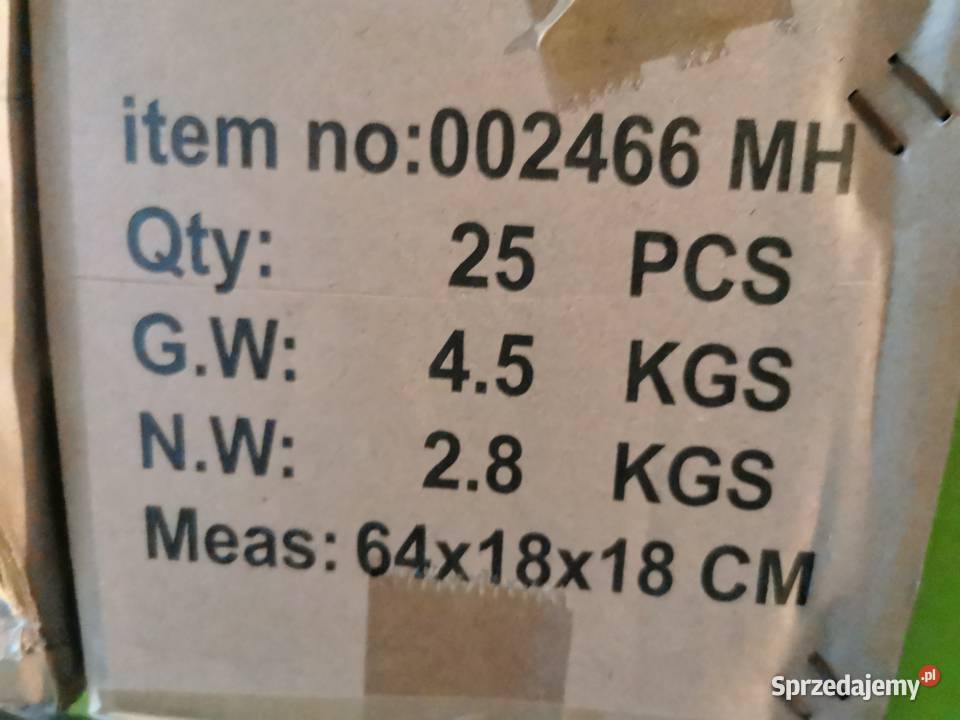 item no:002466 MH
Qty: 25 PCS
G.W: 4.5 KGS
N.W: 2.8 KGS
Meas: 64x18x18 CM
Sprzedajemy.pl